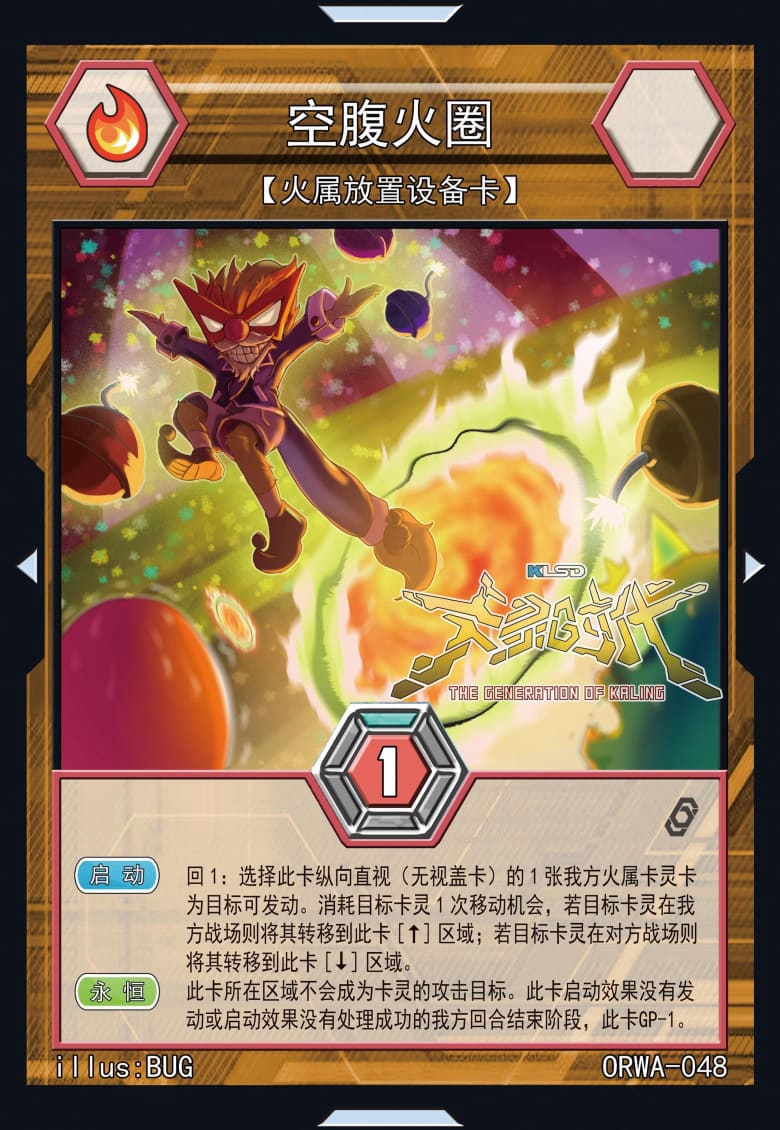 空腹火圈
【火属放置设备卡】
KLSD
卡灵时代
THE GENERATION OF KALING
1
启动
回1：选择此卡纵向直视（无视盖卡）的1张我方火属卡灵卡
为目标可发动。消耗目标卡灵1次移动机会，若目标卡灵在我
方战场则将其转移到此卡[↑]区域；若目标卡灵在对方战场则
将其转移到此卡[↓]区域。
永恒
此卡所在区域不会成为卡灵的攻击目标。此卡启动效果没有发
动或启动效果没有处理成功的我方回合结束阶段，此卡GP-1。
illus:BUG
ORWA-048